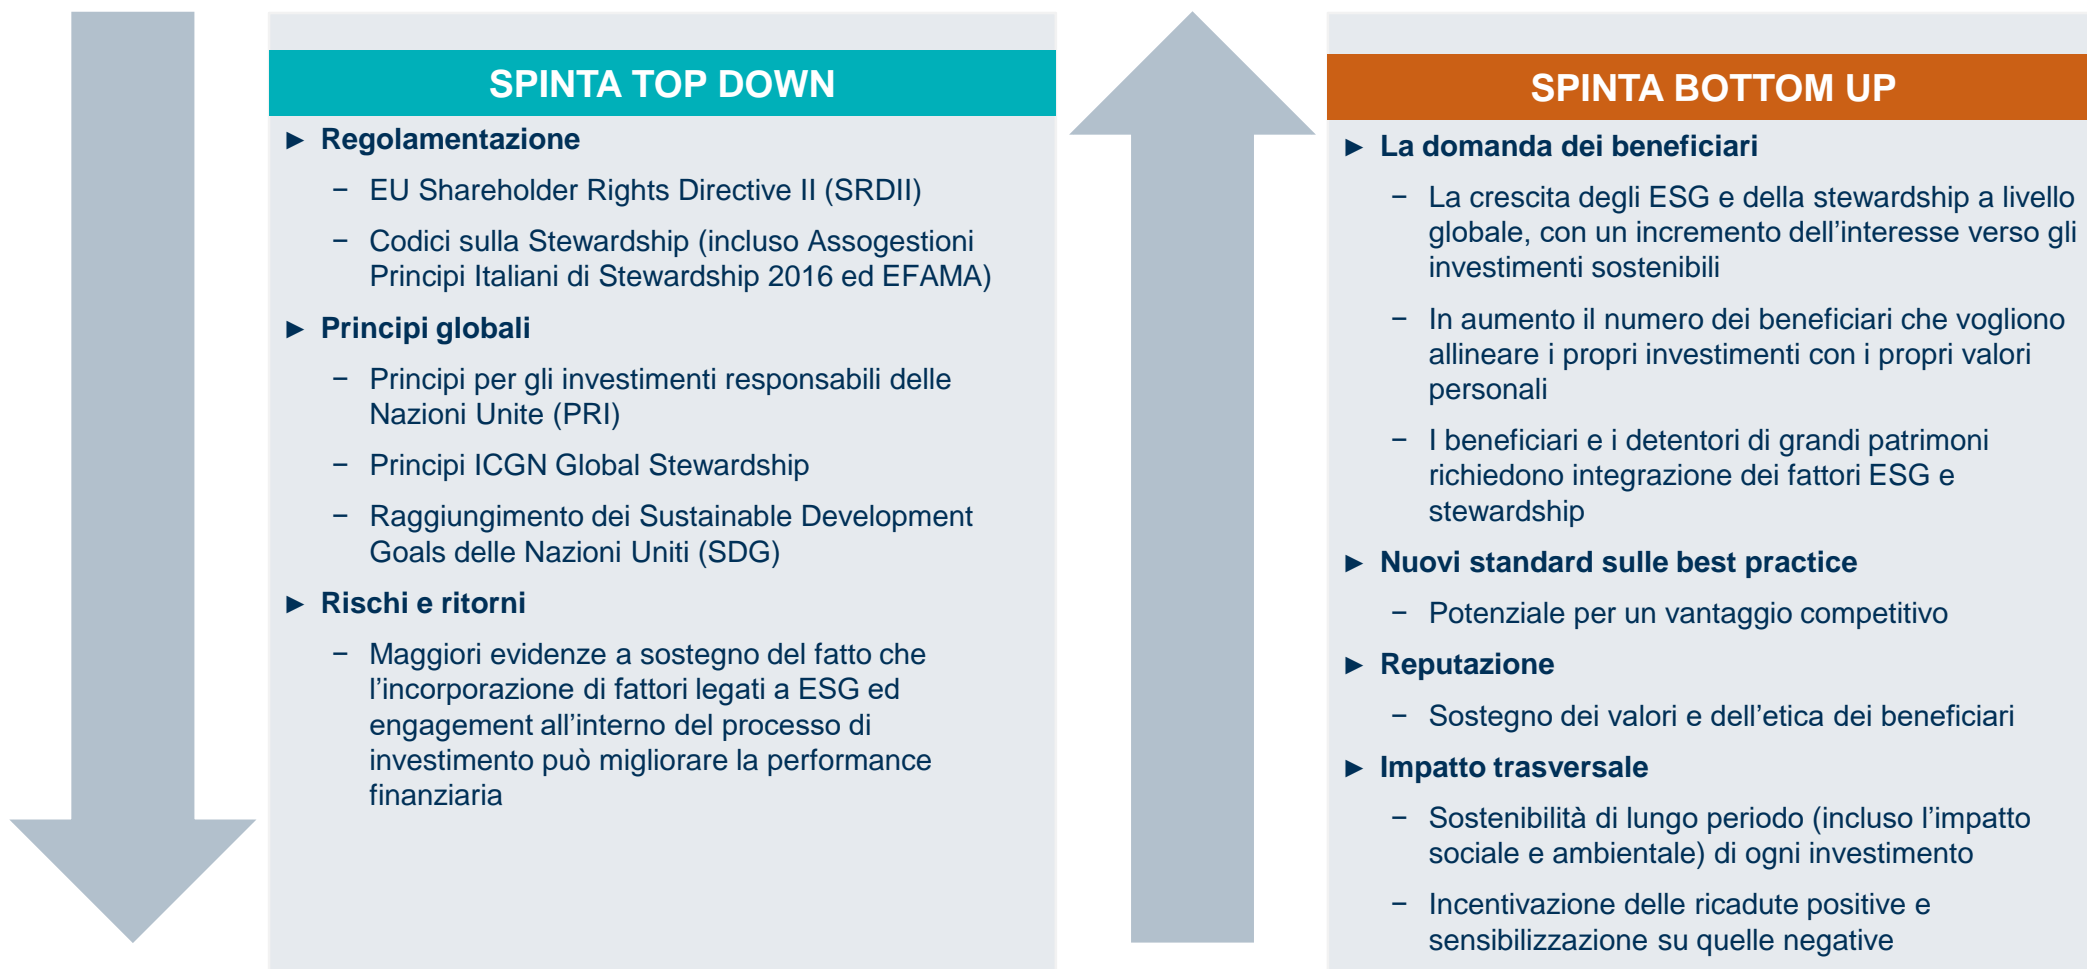 SPINTA TOP DOWN
► Regolamentazione
− EU Shareholder Rights Directive II (SRDII)
− Codici sulla Stewardship (incluso Assogestioni
Principi Italiani di Stewardship 2016 ed EFAMA)
► Principi globali
− Principi per gli investimenti responsabili delle
Nazioni Unite (PRI)
− Principi ICGN Global Stewardship
− Raggiungimento dei Sustainable Development
Goals delle Nazioni Uniti (SDG)
► Rischi e ritorni
− Maggiori evidenze a sostegno del fatto che
l’incorporazione di fattori legati a ESG ed
engagement all’interno del processo di
investimento può migliorare la performance
finanziaria
SPINTA BOTTOM UP
► La domanda dei beneficiari
− La crescita degli ESG e della stewardship a livello
globale, con un incremento dell’interesse verso gli
investimenti sostenibili
− In aumento il numero dei beneficiari che vogliono
allineare i propri investimenti con i propri valori
personali
− I beneficiari e i detentori di grandi patrimoni
richiedono integrazione dei fattori ESG e
stewardship
► Nuovi standard sulle best practice
− Potenziale per un vantaggio competitivo
► Reputazione
− Sostegno dei valori e dell’etica dei beneficiari
► Impatto trasversale
− Sostenibilità di lungo periodo (incluso l’impatto
sociale e ambientale) di ogni investimento
− Incentivazione delle ricadute positive e
sensibilizzazione su quelle negative